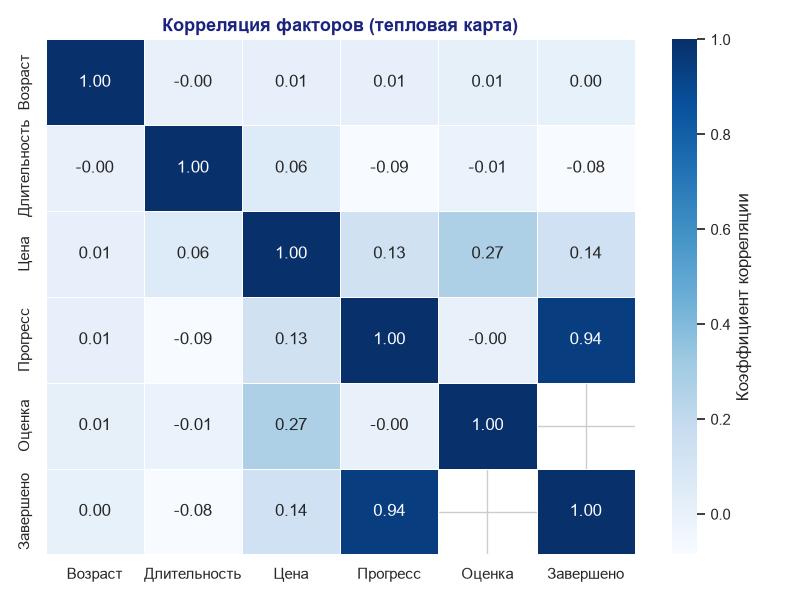 Корреляция факторов (тепловая карта)
Возраст 1.00 -0.00 0.01 0.01 0.01 0.00
Длительность -0.00 1.00 0.06 -0.09 -0.01 -0.08
Цена 0.01 0.06 1.00 0.13 0.27 0.14
Прогресс 0.01 -0.09 0.13 1.00 -0.00 0.94
Оценка 0.01 -0.01 0.27 -0.00 1.00
Завершено 0.00 -0.08 0.14 0.94 1.00
Возраст Длительность Цена Прогресс Оценка Завершено
1.0
0.8
0.6
0.4
0.2
0.0
Коэффициент корреляции